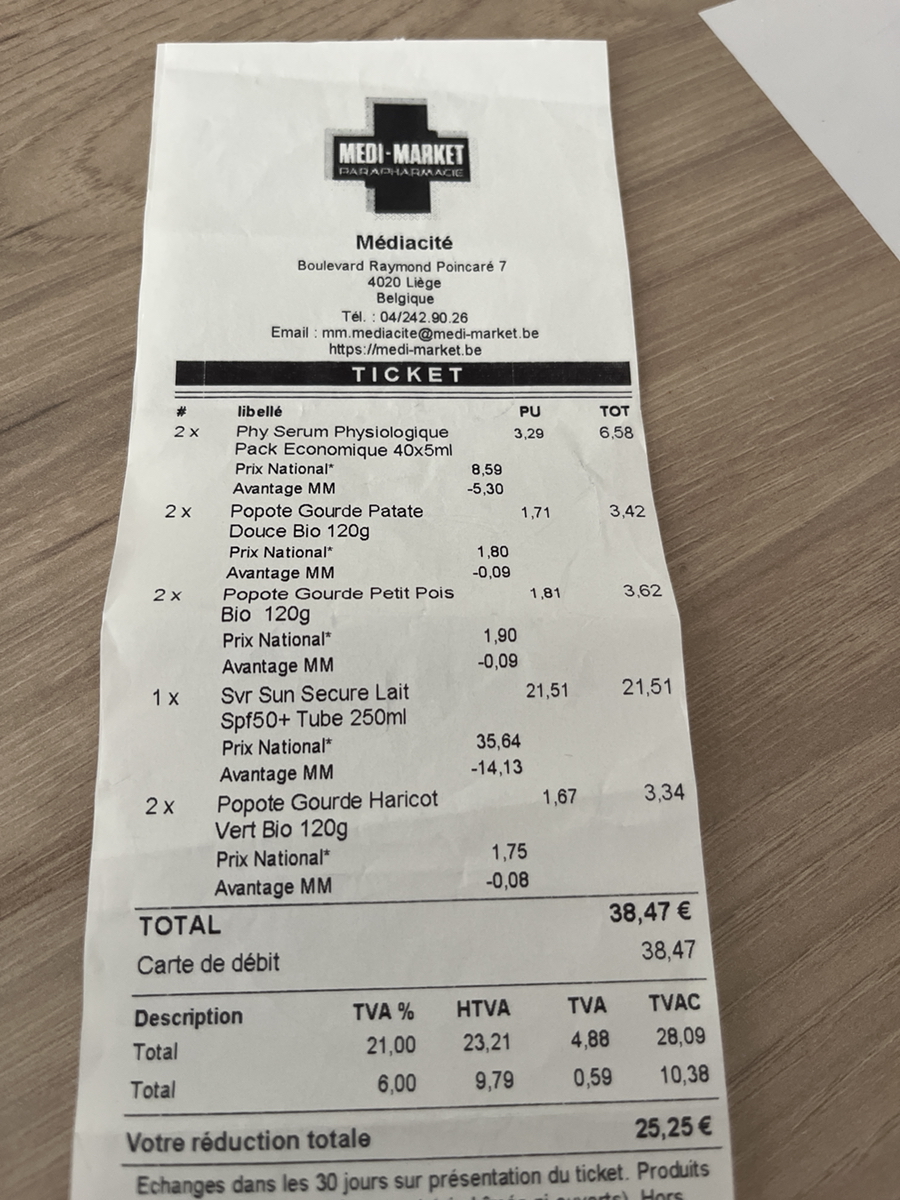 MEDI-MARKET
PARAPHARMACIE
Médiacité
Boulevard Raymond Poincaré 7
4020 Liège
Belgique
Tél. : 04/242.90.26
Email : mm.mediacite@medi-market.be
https://medi-market.be
TICKET
# libellé PU TOT
2 x Phy Serum Physiologique 3,29 6,58
Pack Economique 40x5ml
Prix National* 8,59
Avantage MM -5,30
2 x Popote Gourde Patate 1,71 3,42
Douce Bio 120g
Prix National* 1,80
Avantage MM -0,09
2 x Popote Gourde Petit Pois 1,81 3,62
Bio 120g
Prix National* 1,90
Avantage MM -0,09
1 x Svr Sun Secure Lait 21,51 21,51
Spf50+ Tube 250ml
Prix National* 35,64
Avantage MM -14,13
2 x Popote Gourde Haricot 1,67 3,34
Vert Bio 120g
Prix National* 1,75
Avantage MM -0,08
TOTAL 38,47 €
Carte de débit 38,47
Description TVA % HTVA TVA TVAC
Total 21,00 23,21 4,88 28,09
Total 6,00 9,79 0,59 10,38
Votre réduction totale 25,25 €
Echanges dans les 30 jours sur présentation du ticket. Produits
Hors